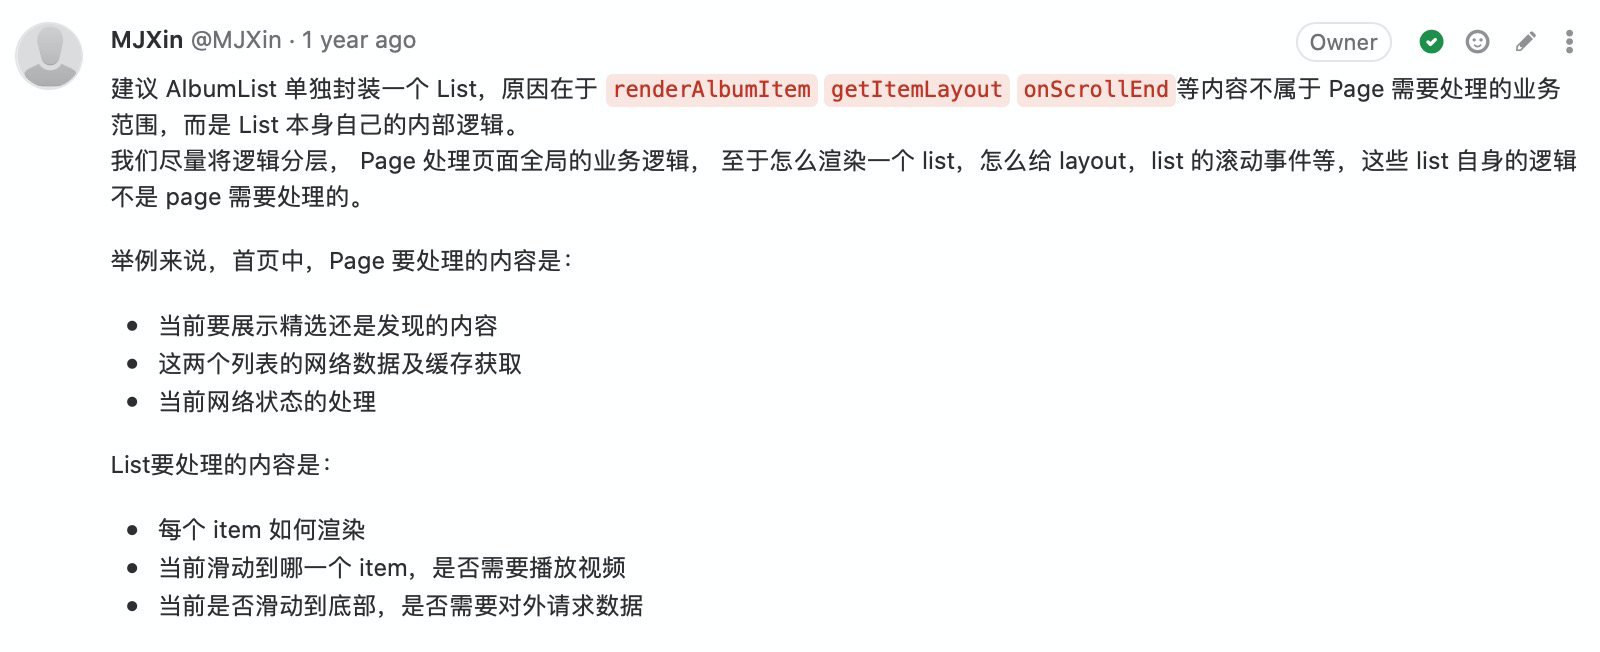 MJXin @MJXin · 1 year ago
Owner
建议 AlbumList 单独封装一个 List，原因在于 renderAlbumItem getItemLayout onScrollEnd等内容不属于 Page 需要处理的业务
范围，而是 List 本身自己的内部逻辑。
我们尽量将逻辑分层， Page 处理页面全局的业务逻辑， 至于怎么渲染一个 list，怎么给 layout，list 的滚动事件等，这些 list 自身的逻辑
不是 page 需要处理的。
举例来说，首页中，Page 要处理的内容是：
• 当前要展示精选还是发现的内容
• 这两个列表的网络数据及缓存获取
• 当前网络状态的处理
List要处理的内容是：
• 每个 item 如何渲染
• 当前滑动到哪一个 item，是否需要播放视频
• 当前是否滑动到底部，是否需要对外请求数据